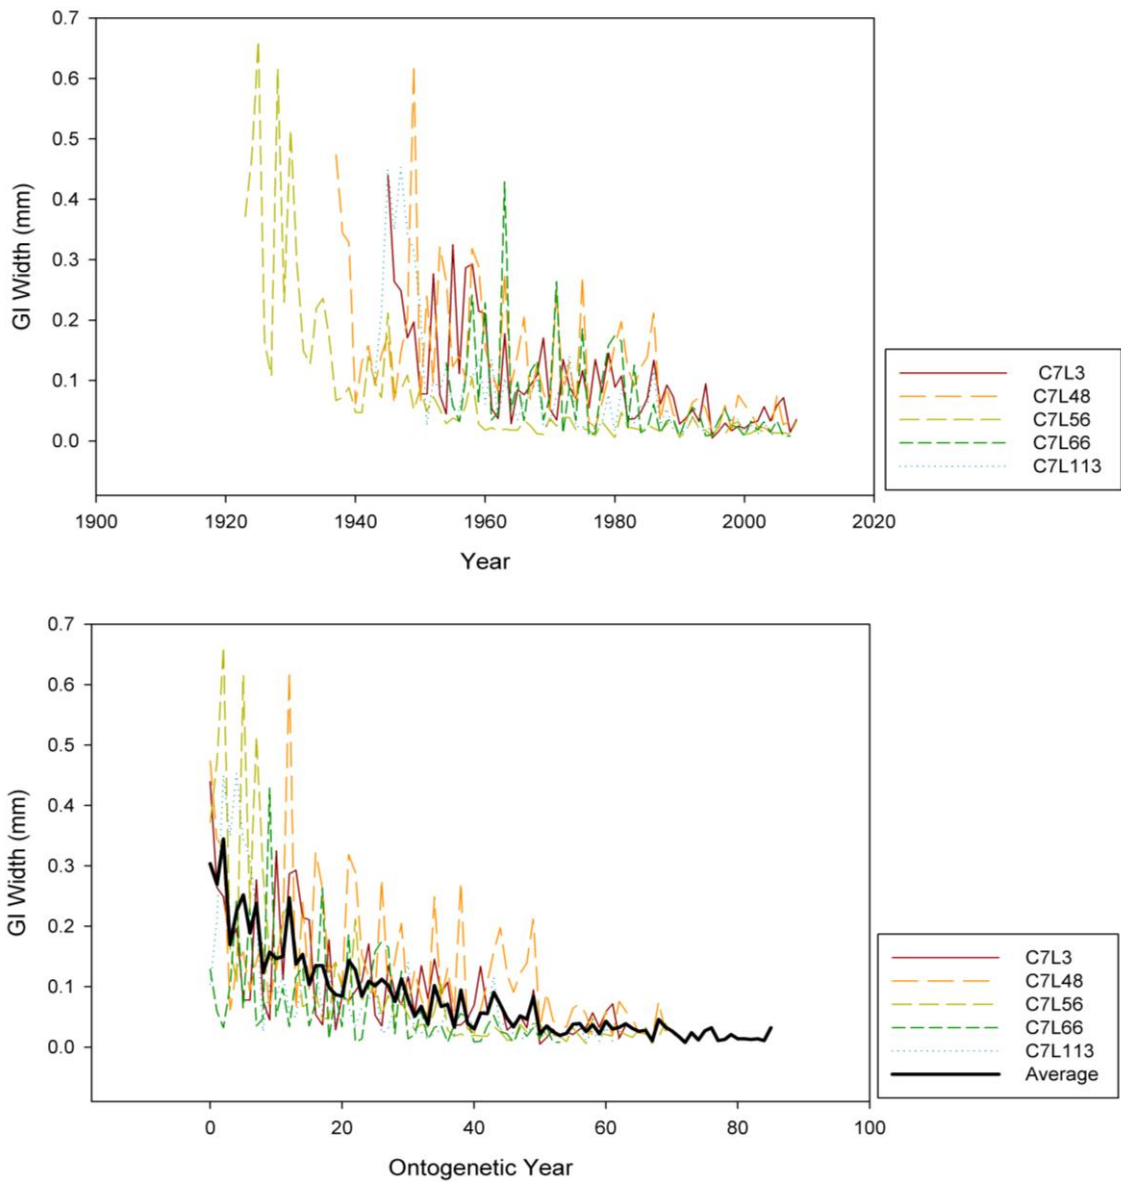 0.7
0.6
0.5
0.4
0.3
0.2
0.1
0.0
GI Width (mm)
1900 1920 1940 1960 1980 2000 2020
Year
C7L3
C7L48
C7L56
C7L66
C7L113
0.7
0.6
0.5
0.4
0.3
0.2
0.1
0.0
GI Width (mm)
0 20 40 60 80 100
Ontogenetic Year
C7L3
C7L48
C7L56
C7L66
C7L113
Average